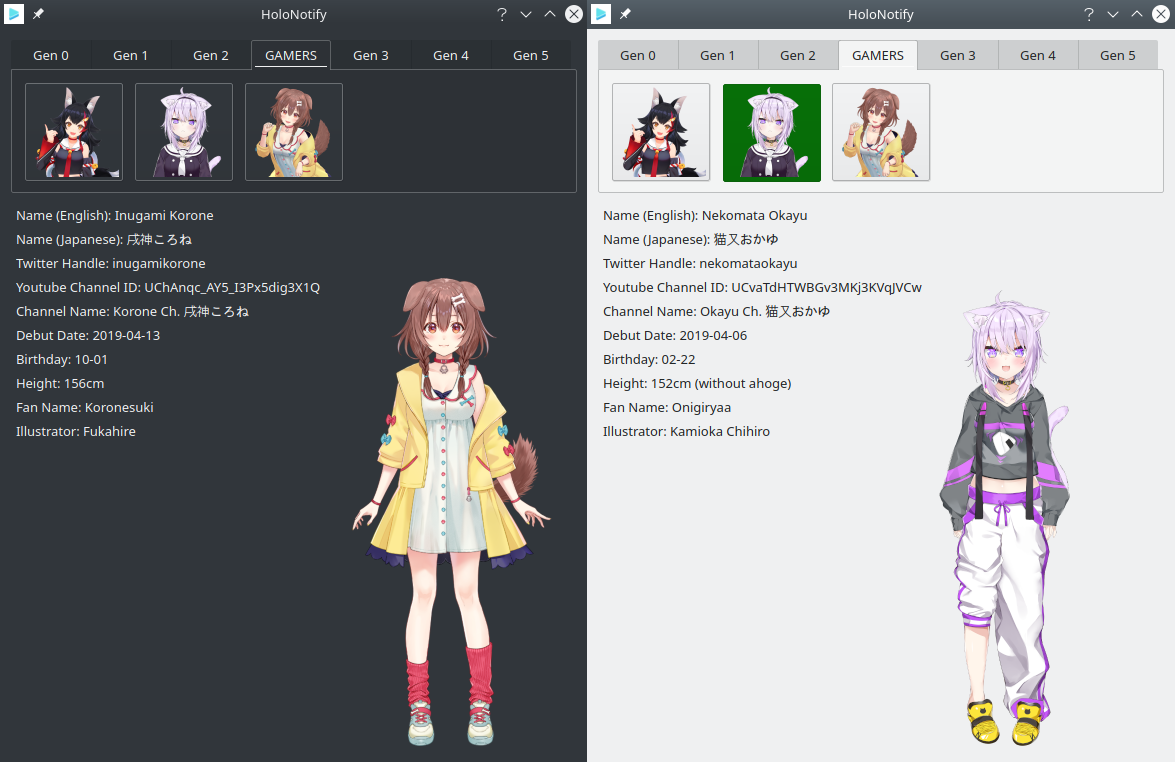 HoloNotify
Gen 0 Gen 1 Gen 2 GAMERS Gen 3 Gen 4 Gen 5
Name (English): Inugami Korone
Name (Japanese): 戌神ころね
Twitter Handle: inugamikorone
Youtube Channel ID: UChAnqc_AY5_I3Px5dig3X1Q
Channel Name: Korone Ch. 戌神ころね
Debut Date: 2019-04-13
Birthday: 10-01
Height: 156cm
Fan Name: Koronesuki
Illustrator: Fukahire
HoloNotify
Gen 0 Gen 1 Gen 2 GAMERS Gen 3 Gen 4 Gen 5
Name (English): Nekomata Okayu
Name (Japanese): 猫又おかゆ
Twitter Handle: nekomataokayu
Youtube Channel ID: UCvaTdHTWBGv3MKj3KVqJVCw
Channel Name: Okayu Ch. 猫又おかゆ
Debut Date: 2019-04-06
Birthday: 02-22
Height: 152cm (without ahoge)
Fan Name: Onigiryaa
Illustrator: Kamioka Chihiro